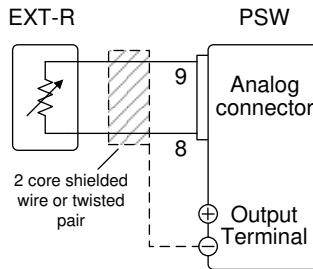 EXT-R
PSW
9
Analog
connector
8
2 core shielded
wire or twisted
pair
Output
Terminal